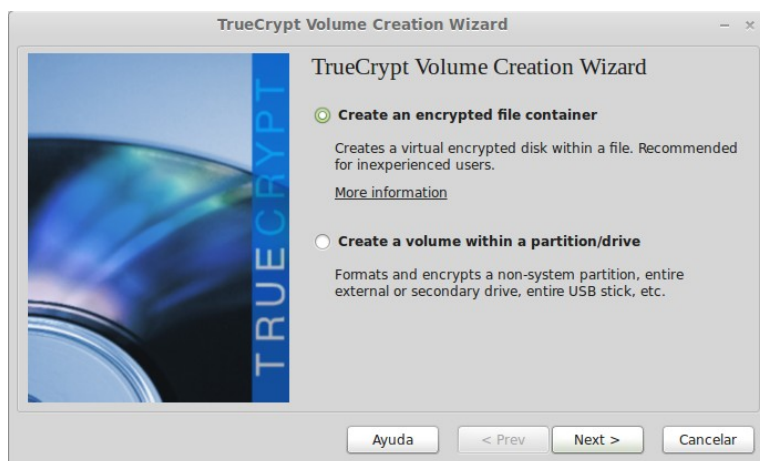 TrueCrypt Volume Creation Wizard
TRUECRYPT
TrueCrypt Volume Creation Wizard
Create an encrypted file container
Creates a virtual encrypted disk within a file. Recommended
for inexperienced users.
More information
Create a volume within a partition/drive
Formats and encrypts a non-system partition, entire
external or secondary drive, entire USB stick, etc.
Ayuda
< Prev
Next >
Cancelar